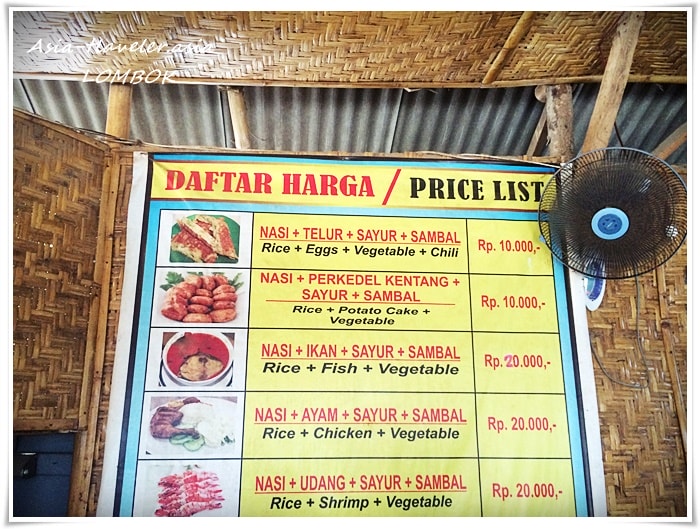 Asia-traveler.asia
LOMBOK
DAFTAR HARGA / PRICE LIST
NASI + TELUR + SAYUR + SAMBAL
Rice + Eggs + Vegetable + Chili
Rp. 10.000,-
NASI + PERKEDEL KENTANG +
SAYUR + SAMBAL
Rice + Potato Cake +
Vegetable
Rp. 10.000,-
NASI + IKAN + SAYUR + SAMBAL
Rice + Fish + Vegetable
Rp. 20.000,-
NASI + AYAM + SAYUR + SAMBAL
Rice + Chicken + Vegetable
Rp. 20.000,-
NASI + UDANG + SAYUR + SAMBAL
Rice + Shrimp + Vegetable
Rp. 20.000,-